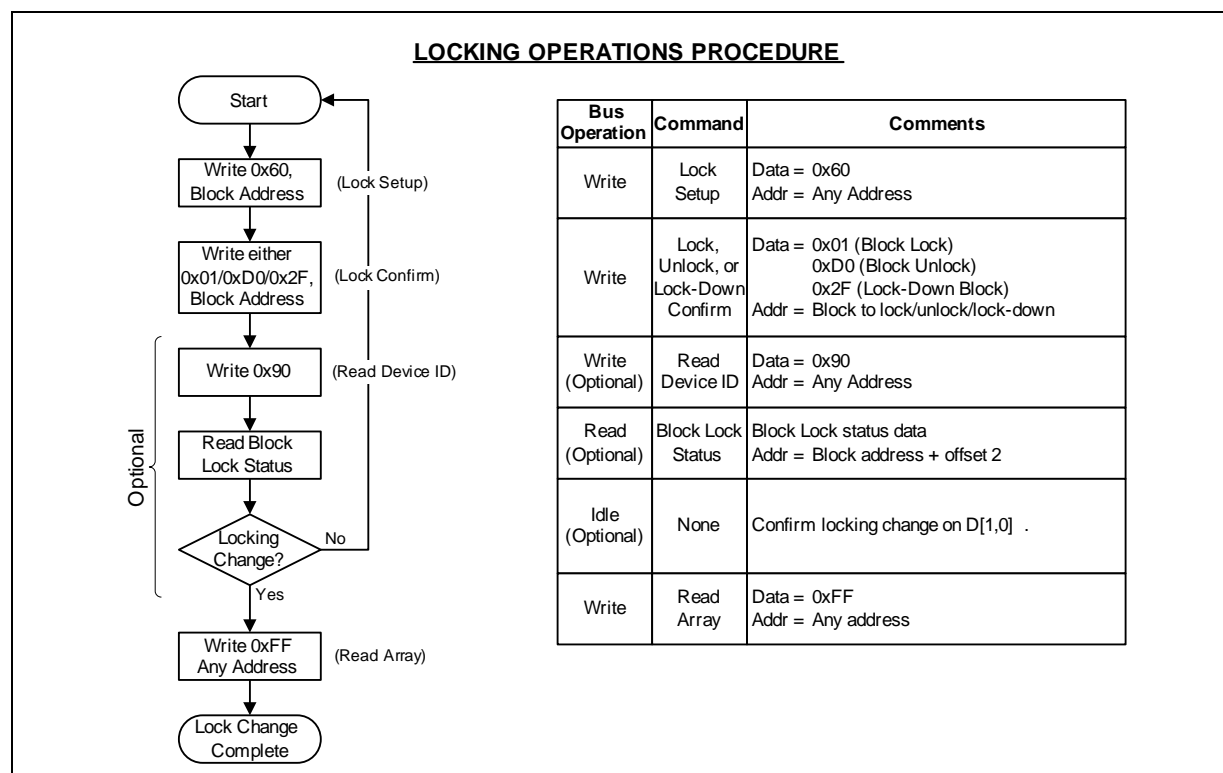 LOCKING OPERATIONS PROCEDURE
Start
Write 0x60,
Block Address
(Lock Setup)
Write either
0x01/0xD0/0x2F,
Block Address
(Lock Confirm)
Optional
Write 0x90
(Read Device ID)
Read Block
Lock Status
Locking
Change?
No
Yes
Write 0xFF
Any Address
(Read Array)
Lock Change
Complete
Bus
Operation
Command
Comments
Write
Lock
Setup
Data = 0x60
Addr = Any Address
Write
Lock,
Unlock, or
Lock-Down
Confirm
Data = 0x01 (Block Lock)
0xD0 (Block Unlock)
0x2F (Lock-Down Block)
Addr = Block to lock/unlock/lock-down
Write
(Optional)
Read
Device ID
Data = 0x90
Addr = Any Address
Read
(Optional)
Block Lock
Status
Block Lock status data
Addr = Block address + offset 2
Idle
(Optional)
None
Confirm locking change on D[1,0] .
Write
Read
Array
Data = 0xFF
Addr = Any address